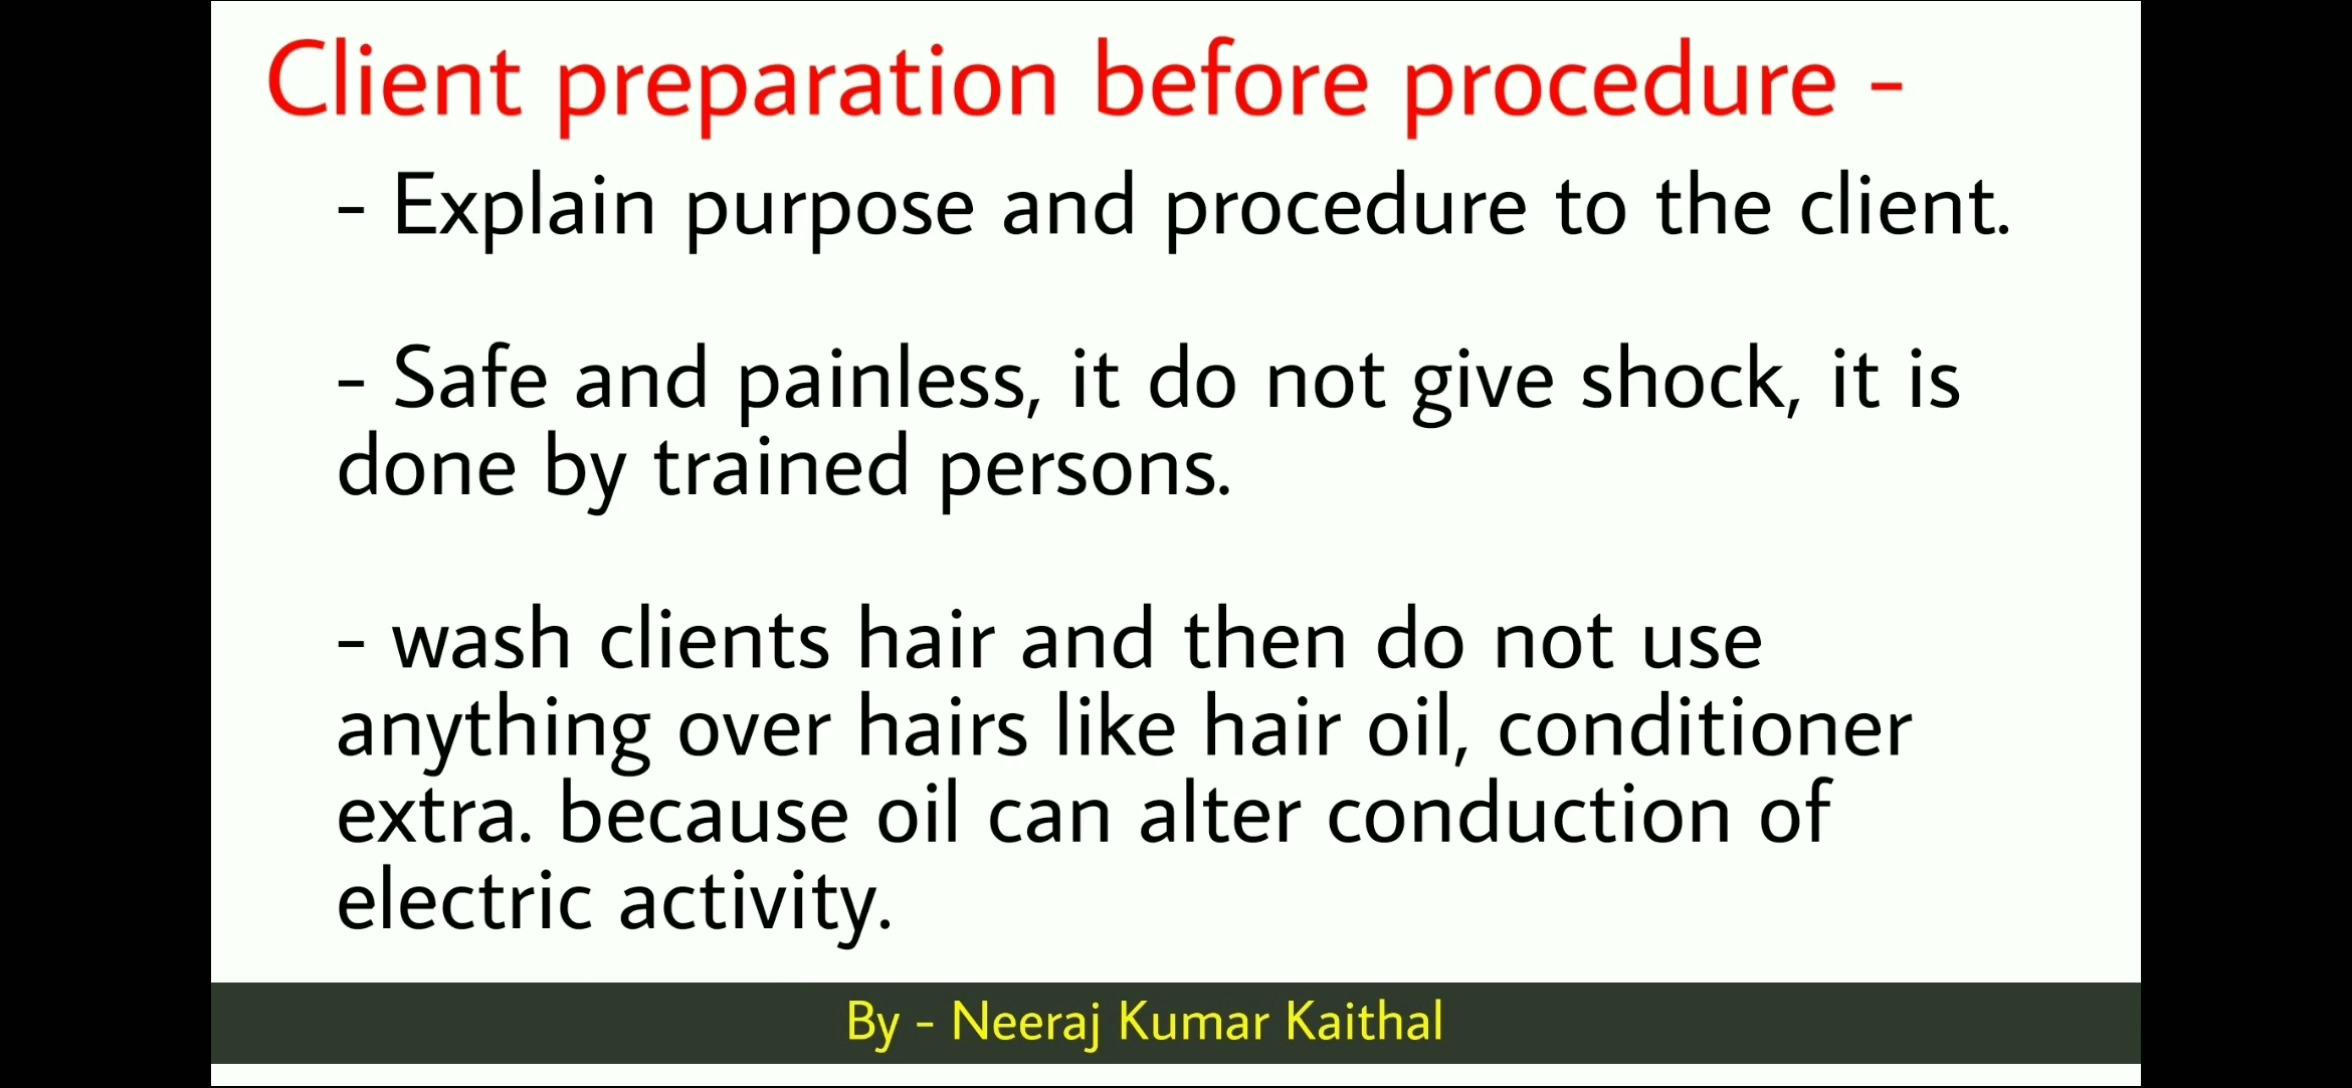 Client preparation before procedure -
- Explain purpose and procedure to the client.
- Safe and painless, it do not give shock, it is
done by trained persons.
- wash clients hair and then do not use
anything over hairs like hair oil, conditioner
extra. because oil can alter conduction of
electric activity.
By - Neeraj Kumar Kaithal